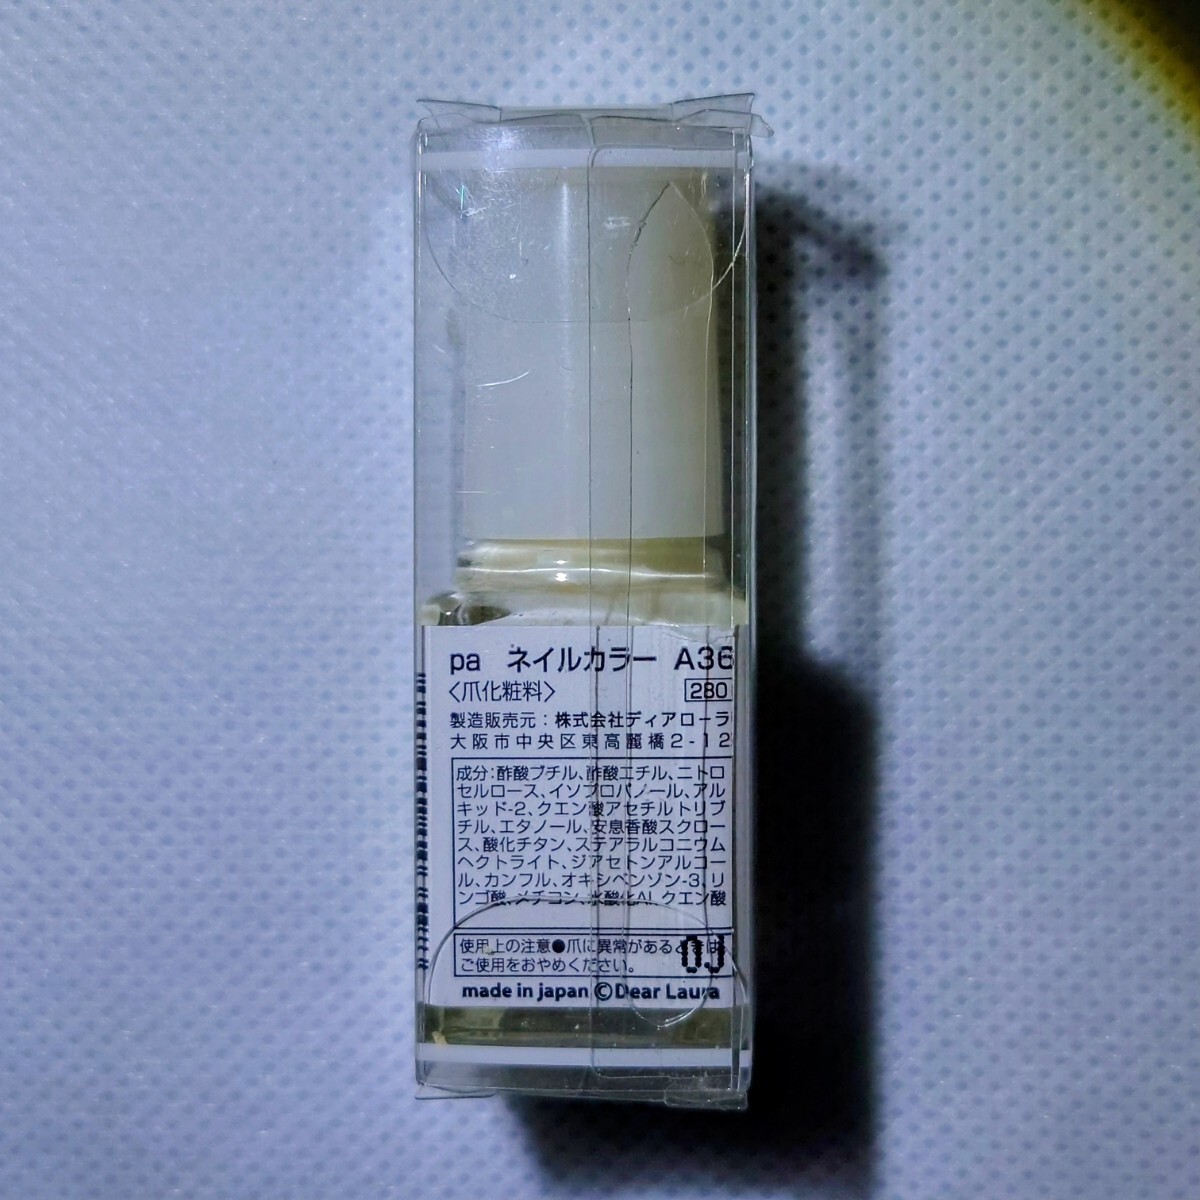 pa ネイルカラー A36
〈爪化粧料〉 280
製造販売元：株式会社ディアローラ
大阪市中央区東高麗橋2-12
成分:酢酸ブチル、酢酸エチル、ニトロ
セルロース、イソプロパノール、アル
キッド-2、クエン酸アセチルトリブ
チル、エタノール、安息香酸スクロー
ス、酸化チタン、ステアラルコニウム
ヘクトライト、ジアセトンアルコー
ル、カンフル、オキシベンゾン-3、リ
ンゴ酸、メチコン、水酸化Al、クエン酸
使用上の注意●爪に異常があるときは、
ご使用をおやめください。
0J
made in japan ©Dear Laura